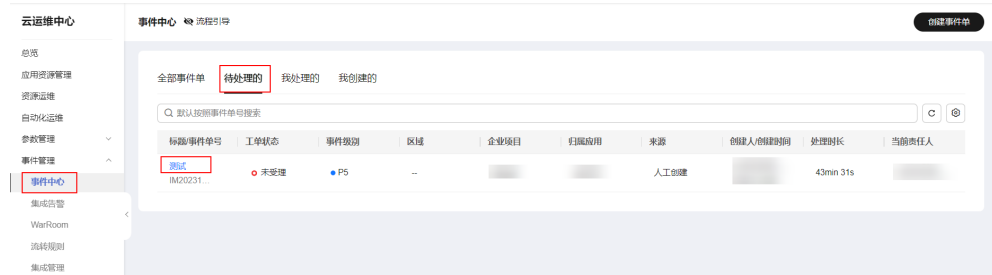 云运维中心
事件中心 流程引导
创建事件单
总览
应用资源管理
资源运维
自动化运维
参数管理
事件管理
事件中心
集成告警
WarRoom
流转规则
集成管理
全部事件单 待处理的 我处理的 我创建的
默认按照事件单号搜索
标题/事件单号 工单状态 事件级别 区域 企业项目 归属应用 来源 创建人/创建时间 处理时长 当前责任人
测试 未受理 P5 -- 人工创建 43min 31s
IM20231...